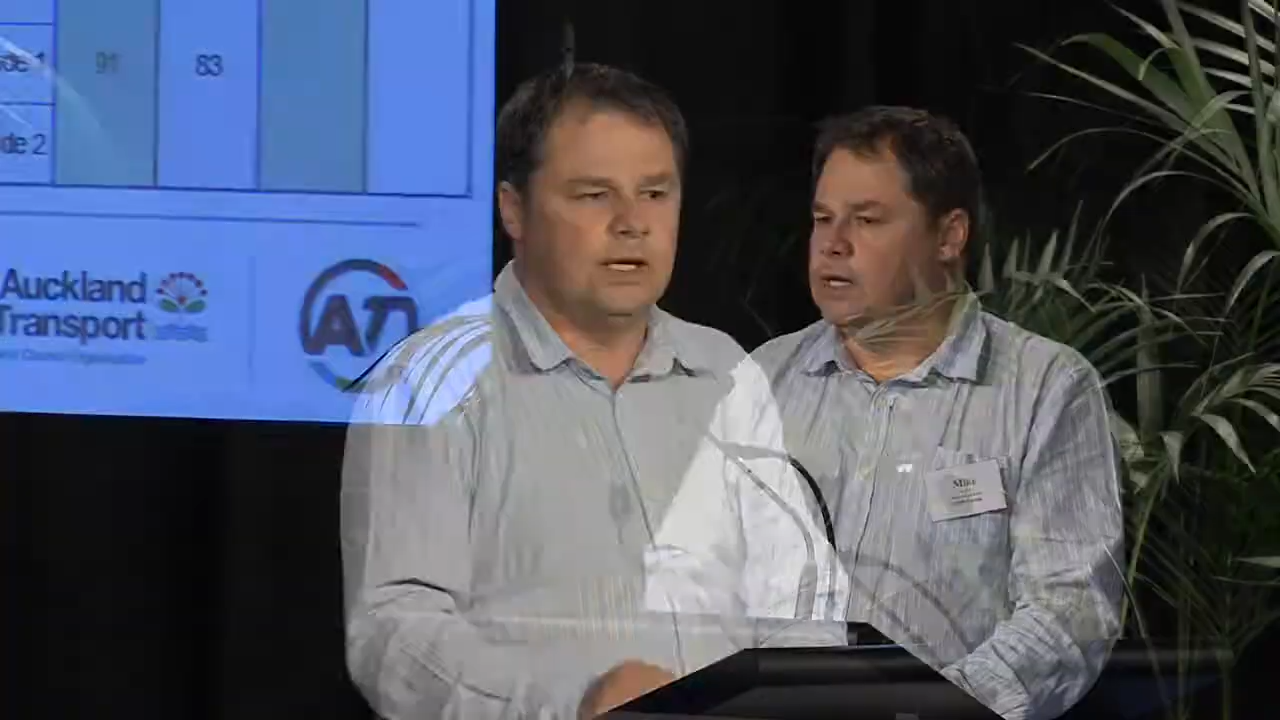 de 1 91 83
de 2
Auckland
Transport
AT
Mike